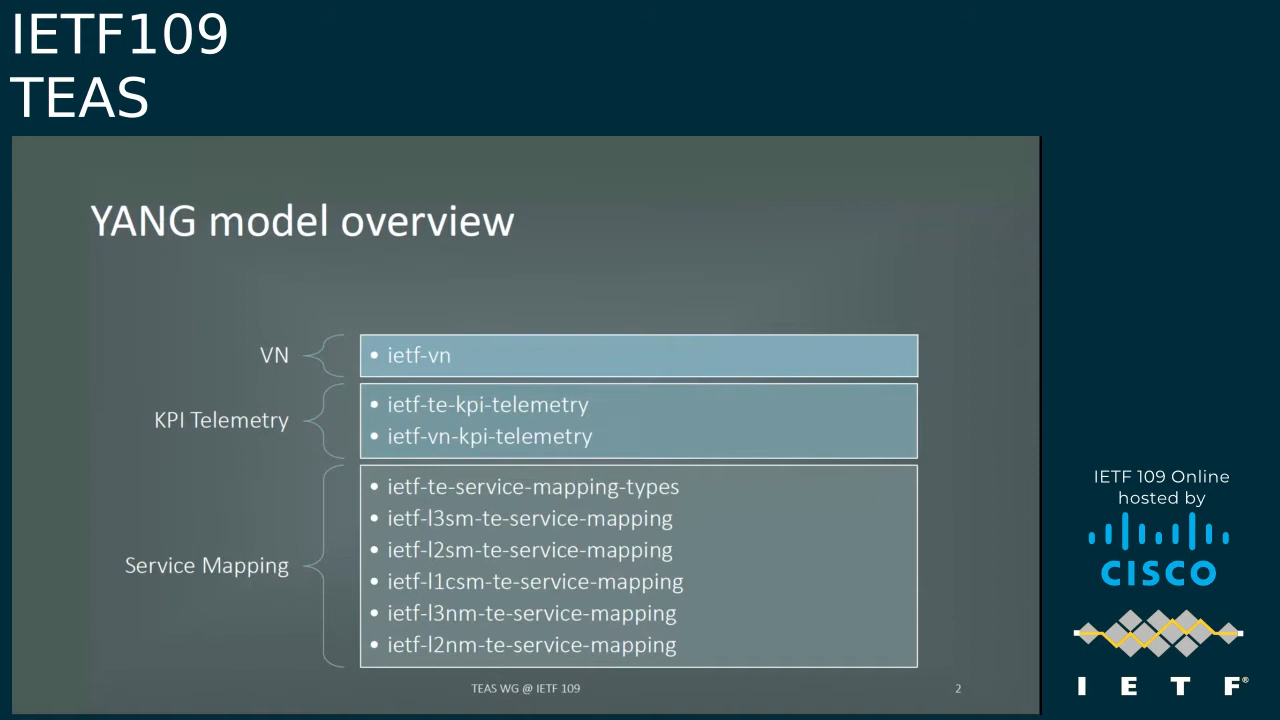 IETF109
TEAS
YANG model overview
VN
• ietf-vn
KPI Telemetry
• ietf-te-kpi-telemetry
• ietf-vn-kpi-telemetry
Service Mapping
• ietf-te-service-mapping-types
• ietf-l3sm-te-service-mapping
• ietf-l2sm-te-service-mapping
• ietf-l1csm-te-service-mapping
• ietf-l3nm-te-service-mapping
• ietf-l2nm-te-service-mapping
TEAS WG @ IETF 109
2
IETF 109 Online
hosted by
CISCO
I E T F®